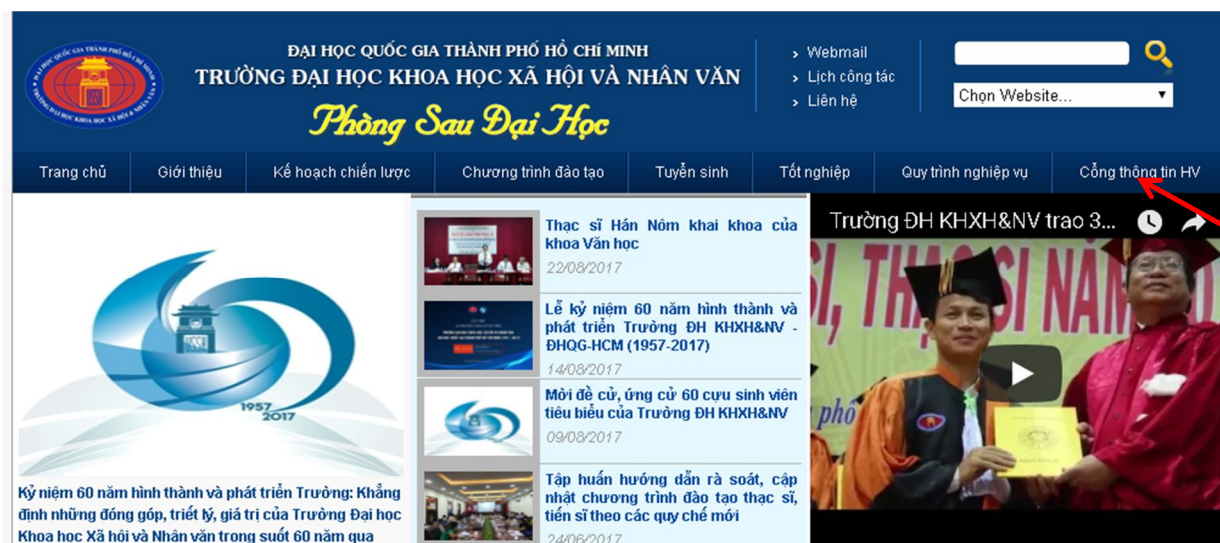 ĐẠI HỌC QUỐC GIA THÀNH PHỐ HỒ CHÍ MINH
TRƯỜNG ĐẠI HỌC KHOA HỌC XÃ HỘI VÀ NHÂN VĂN
Phòng Sau Đại Học
Webmail
Lịch công tác
Liên hệ
Chọn Website...
Trang chủ
Giới thiệu
Kế hoạch chiến lược
Chương trình đào tạo
Tuyển sinh
Tốt nghiệp
Quy trình nghiệp vụ
Cổng thông tin HV
1957
2017
Kỷ niệm 60 năm hình thành và phát triển Trường: Khẳng
định những đóng góp, triết lý, giá trị của Trường Đại học
Khoa học Xã hội và Nhân văn trong suốt 60 năm qua
Thạc sĩ Hán Nôm khai khoa của
khoa Văn học
22/08/2017
Lễ kỷ niệm 60 năm hình thành và
phát triển Trường ĐH KHXH&NV -
ĐHQG-HCM (1957-2017)
14/08/2017
Mời đề cử, ứng cử 60 cựu sinh viên
tiêu biểu của Trường ĐH KHXH&NV
09/08/2017
Tập huấn hướng dẫn rà soát, cập
nhật chương trình đào tạo thạc sĩ,
tiến sĩ theo các quy chế mới
24/06/2017
Trường ĐH KHXH&NV trao 3...
SĨ, THẠC SĨ NĂM
phố